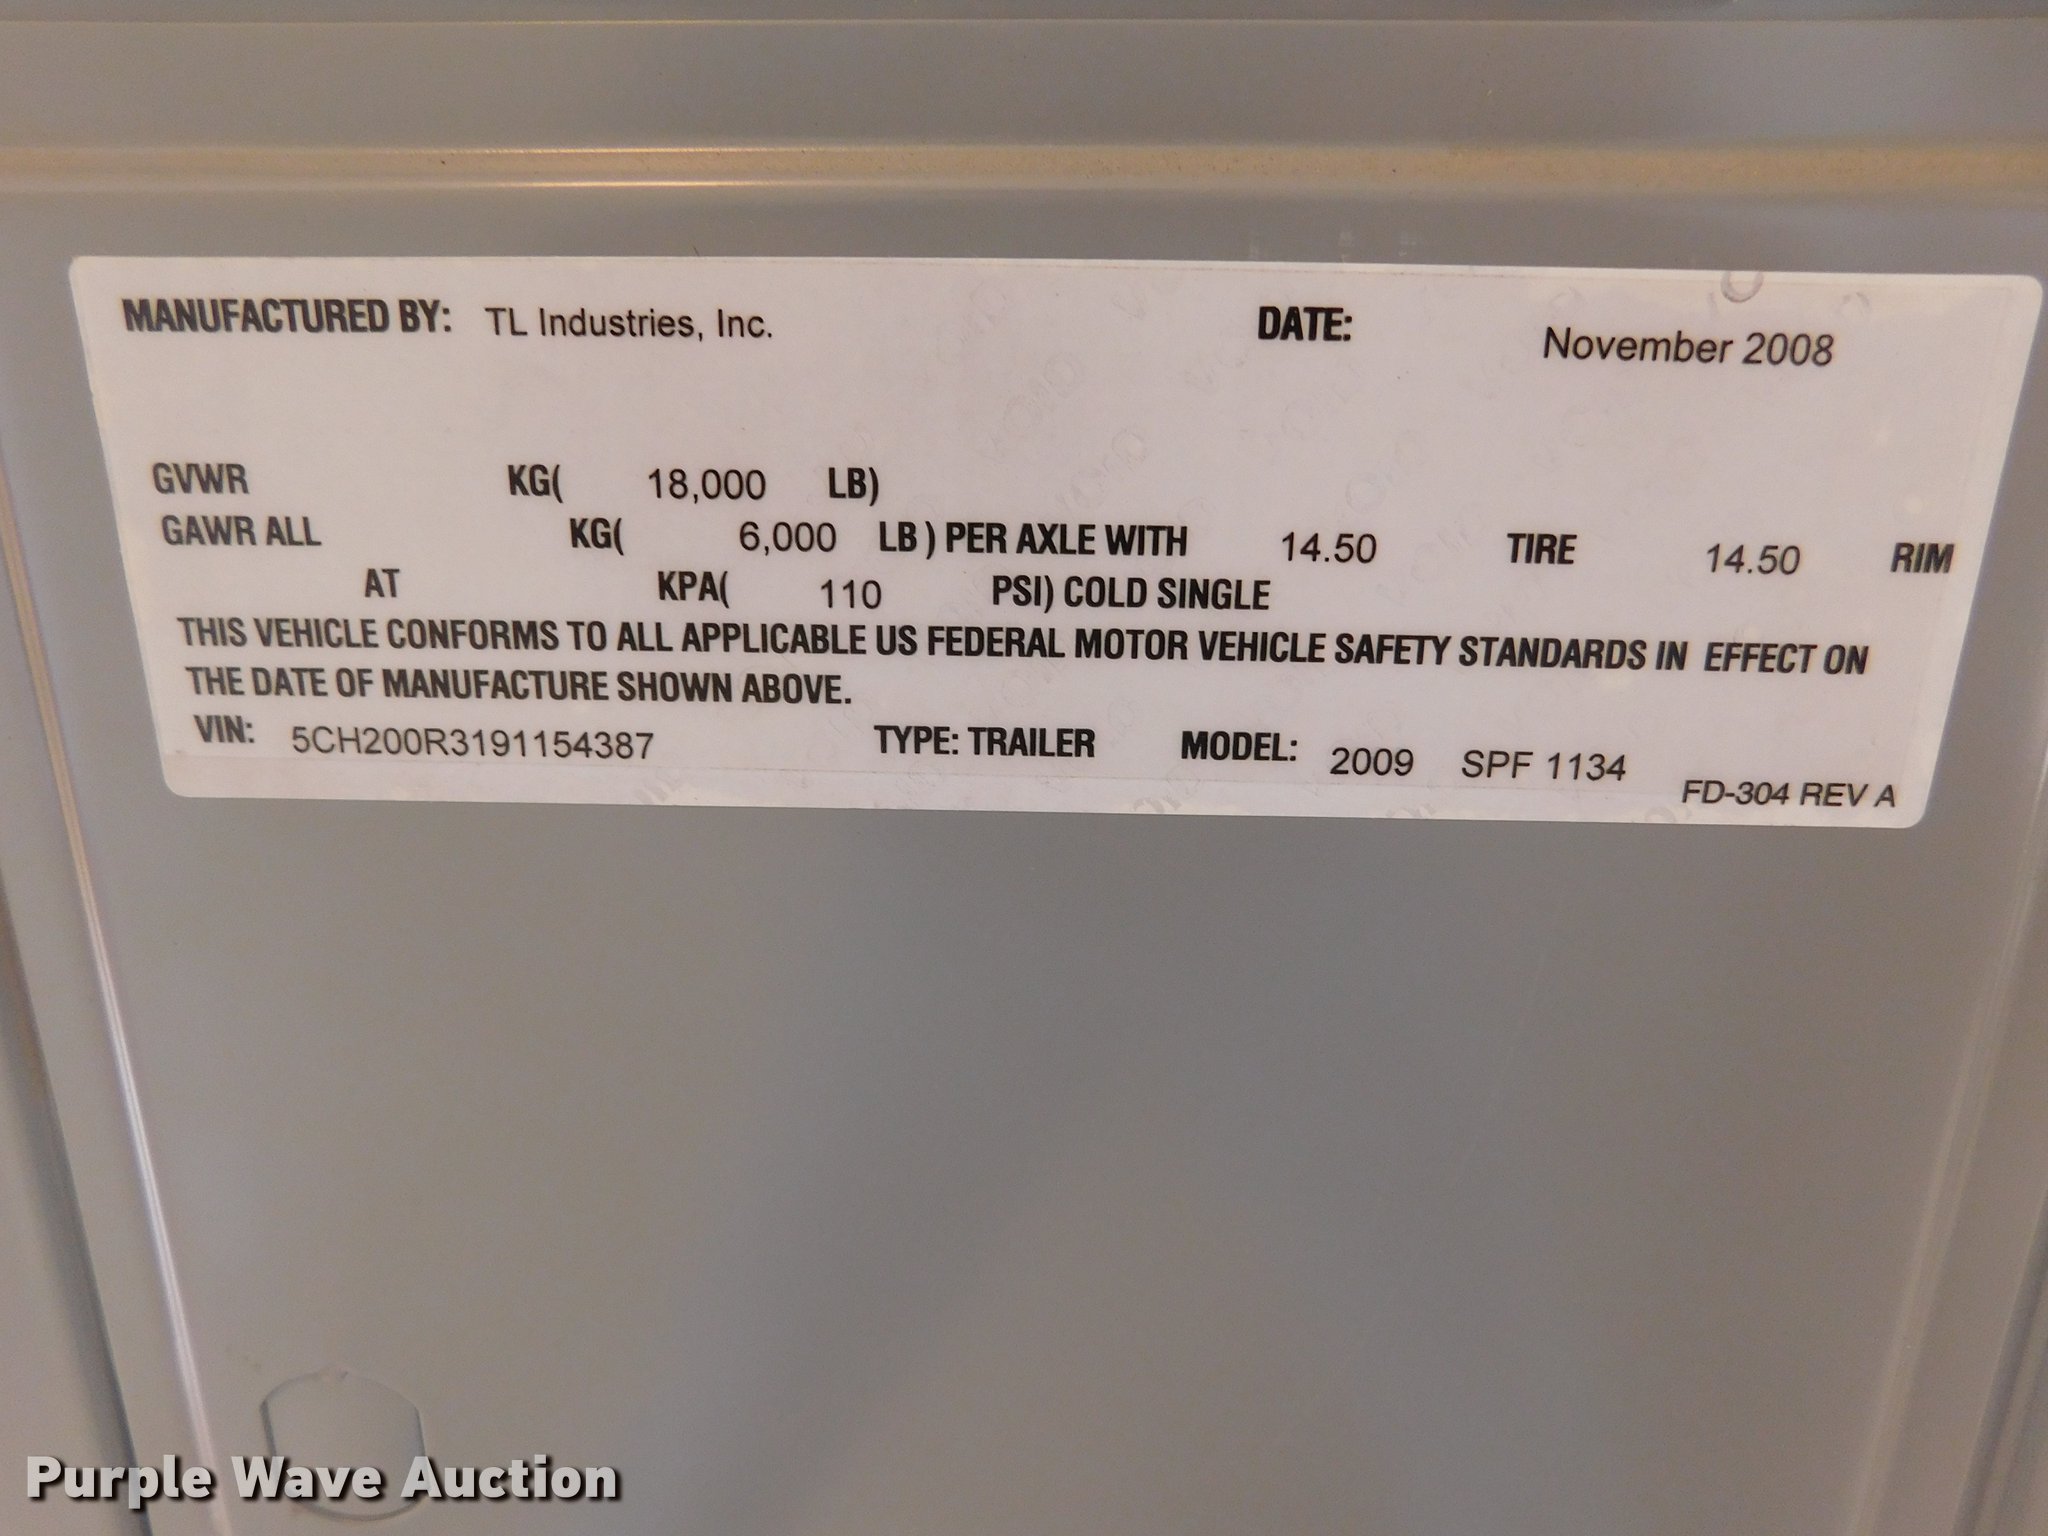 MANUFACTURED BY: TL Industries, Inc. DATE: November 2008
GVWR KG( 18,000 LB)
GAWR ALL KG( 6,000 LB) PER AXLE WITH 14.50 TIRE 14.50 RIM
AT KPA( 110 PSI) COLD SINGLE
THIS VEHICLE CONFORMS TO ALL APPLICABLE US FEDERAL MOTOR VEHICLE SAFETY STANDARDS IN EFFECT ON
THE DATE OF MANUFACTURE SHOWN ABOVE.
VIN: 5CH200R3191154387 TYPE: TRAILER MODEL: 2009 SPF 1134
FD-304 REV A
Purple Wave Auction